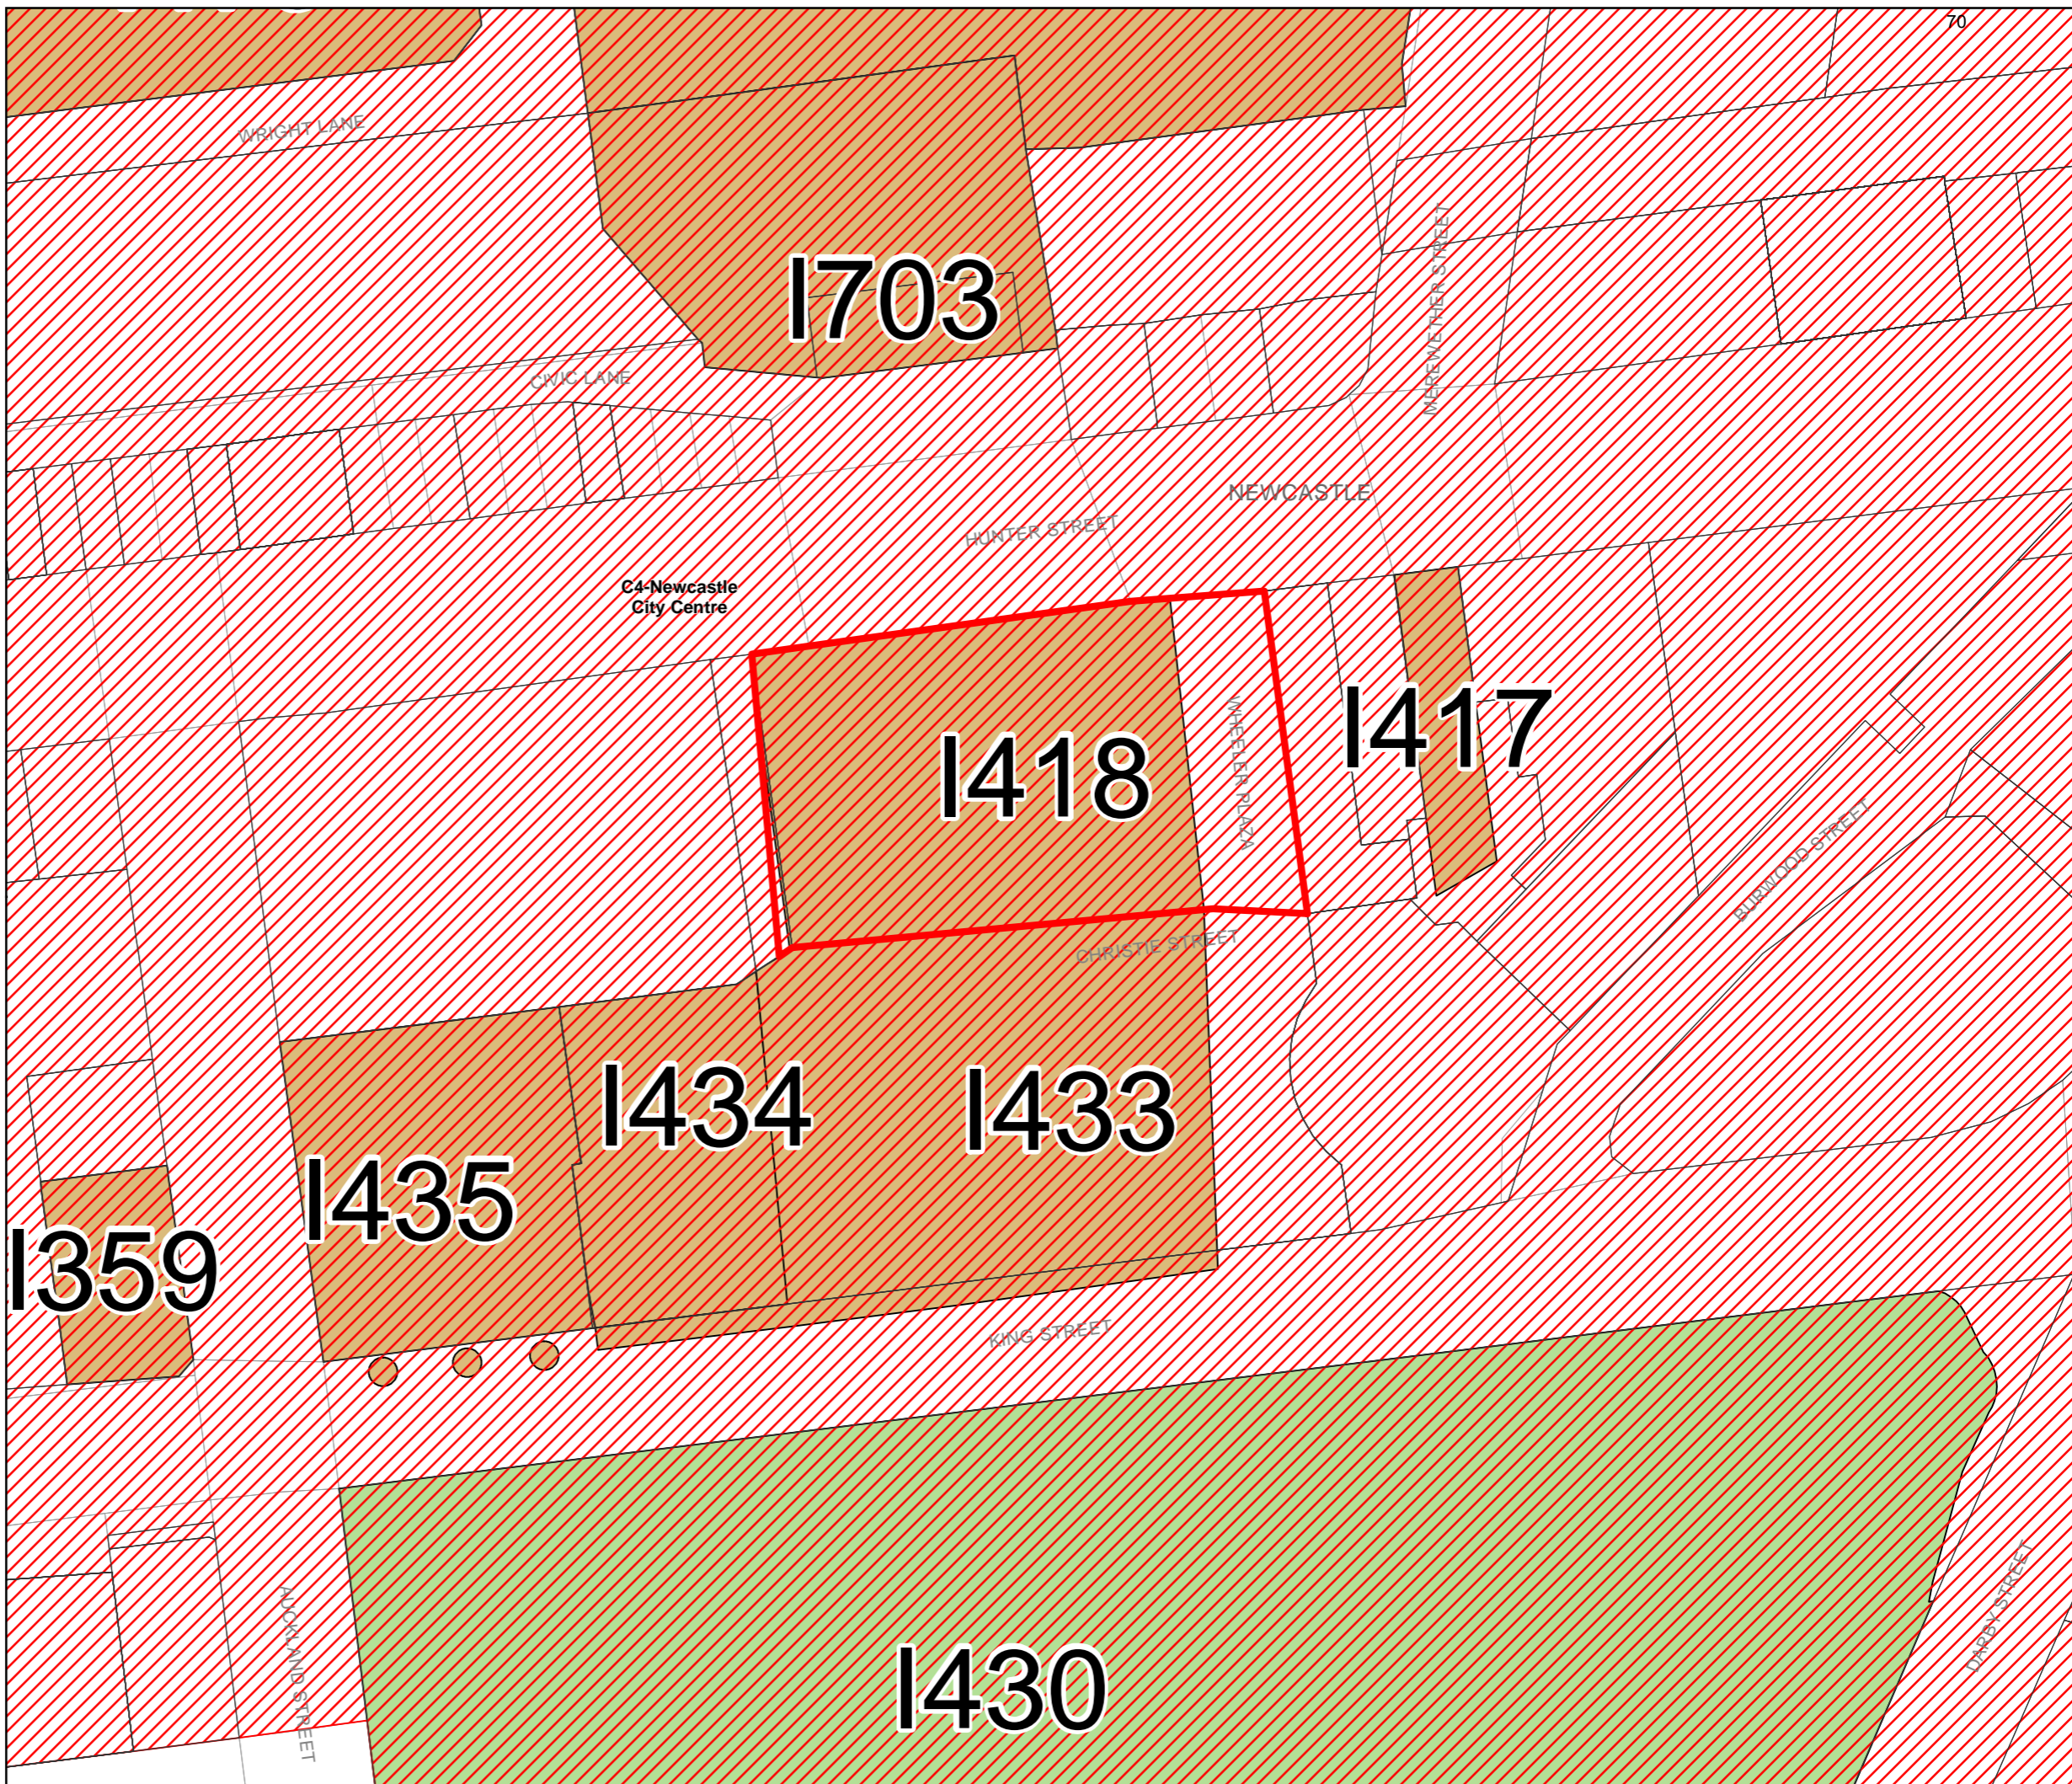 70
WRIGHT LANE
I703
MEREWETHER STREET
CIVIC LANE
NEWCASTLE
HUNTER STREET
C4-Newcastle
City Centre
I417
I418
WHEELER PLAZA
BURWOOD STREET
CHRISTIE STREET
I434
I433
I435
I359
KING STREET
DARBY STREET
AUCKLAND STREET
I430